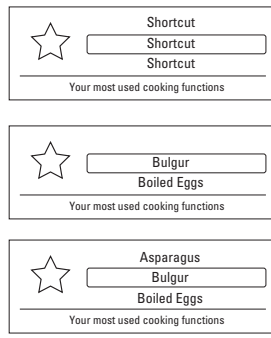 Shortcut
Shortcut
Shortcut
Your most used cooking functions
Bulgur
Boiled Eggs
Your most used cooking functions
Asparagus
Bulgur
Boiled Eggs
Your most used cooking functions